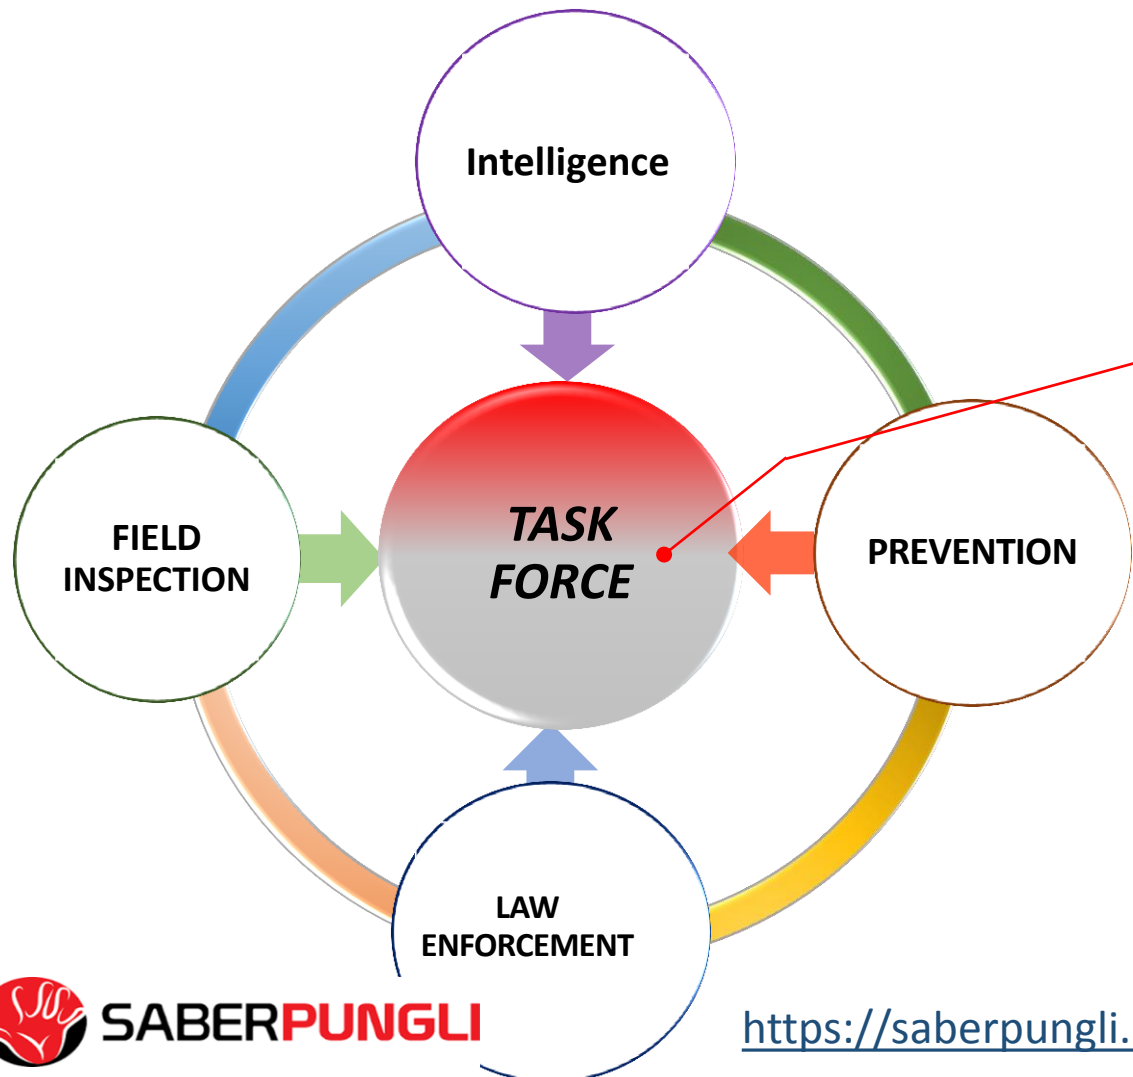 Intelligence
TASK
FORCE
FIELD
INSPECTION
PREVENTION
LAW
ENFORCEMENT
SABERPUNGLI
https://saberpungli.